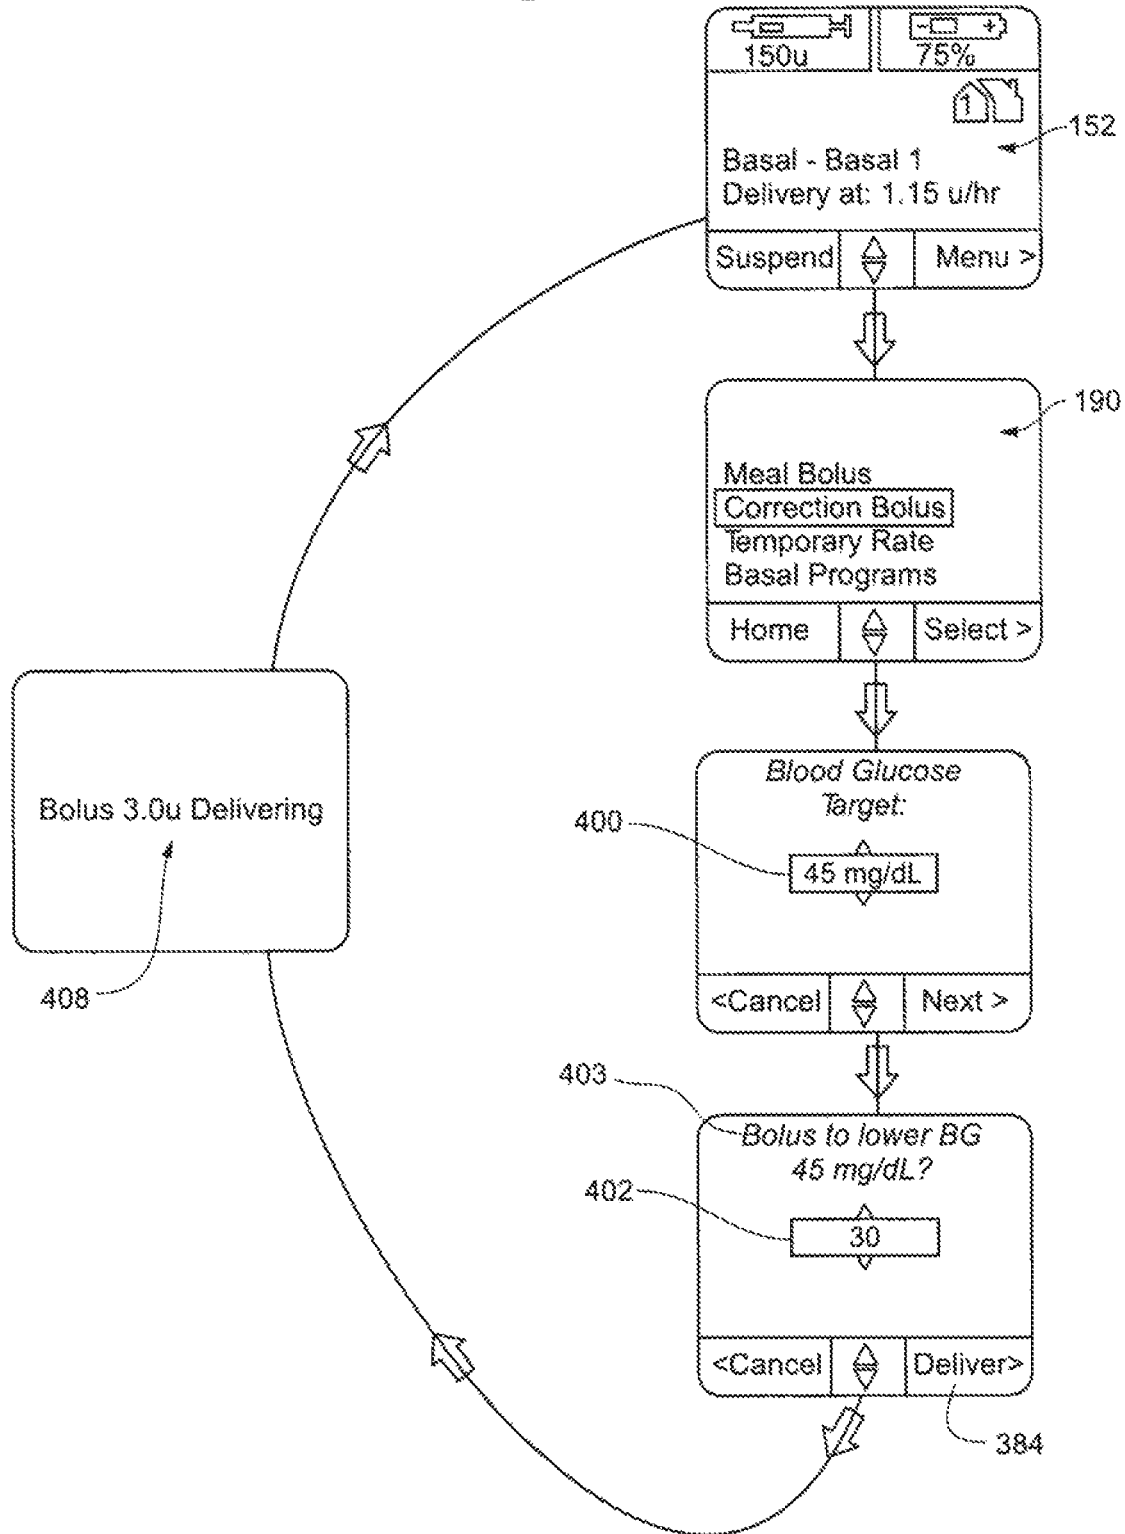 150u
75%
1
152
Basal - Basal 1
Delivery at: 1.15 u/hr
Suspend
Menu >
190
Meal Bolus
Correction Bolus
Temporary Rate
Basal Programs
Home
Select >
Blood Glucose
Target:
400
45 mg/dL
<Cancel
Next >
Bolus 3.0u Delivering
408
403
Bolus to lower BG
45 mg/dL?
402
30
<Cancel
Deliver>
384